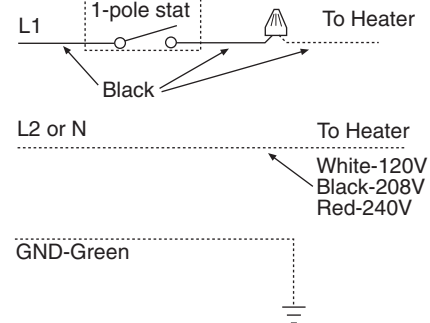 1-pole stat
L1
To Heater
Black
L2 or N
To Heater
White-120V
Black-208V
Red-240V
GND-Green